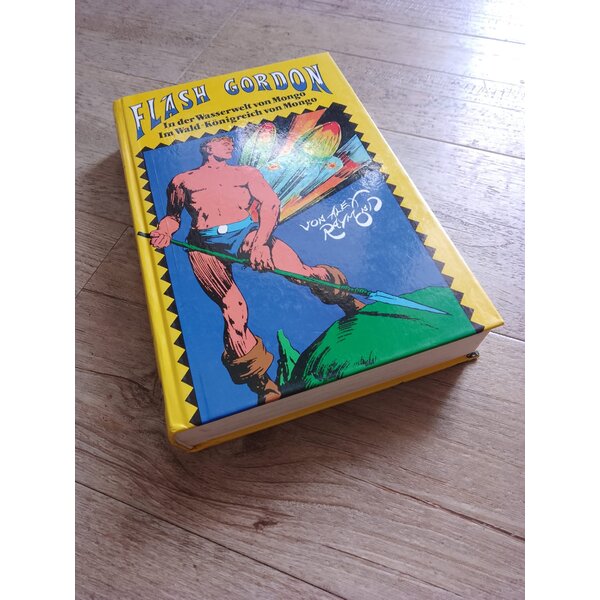 FLASH GORDON
In der Wasserwelt von Mongo
Im Wald-Königreich von Mongo
VON ALEX
RAYMOND